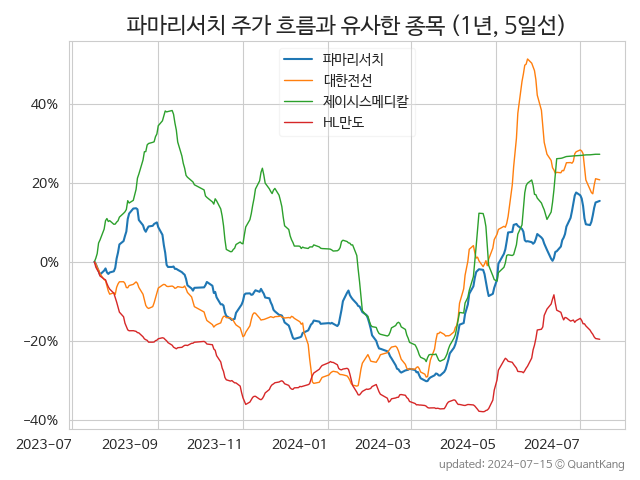 파마리서치 주가 흐름과 유사한 종목 (1년, 5일선)
파마리서치
대한전선
제이시스메디칼
HL만도
40%
20%
0%
−20%
−40%
2023-07 2023-09 2023-11 2024-01 2024-03 2024-05 2024-07
updated: 2024-07-15 © QuantKang